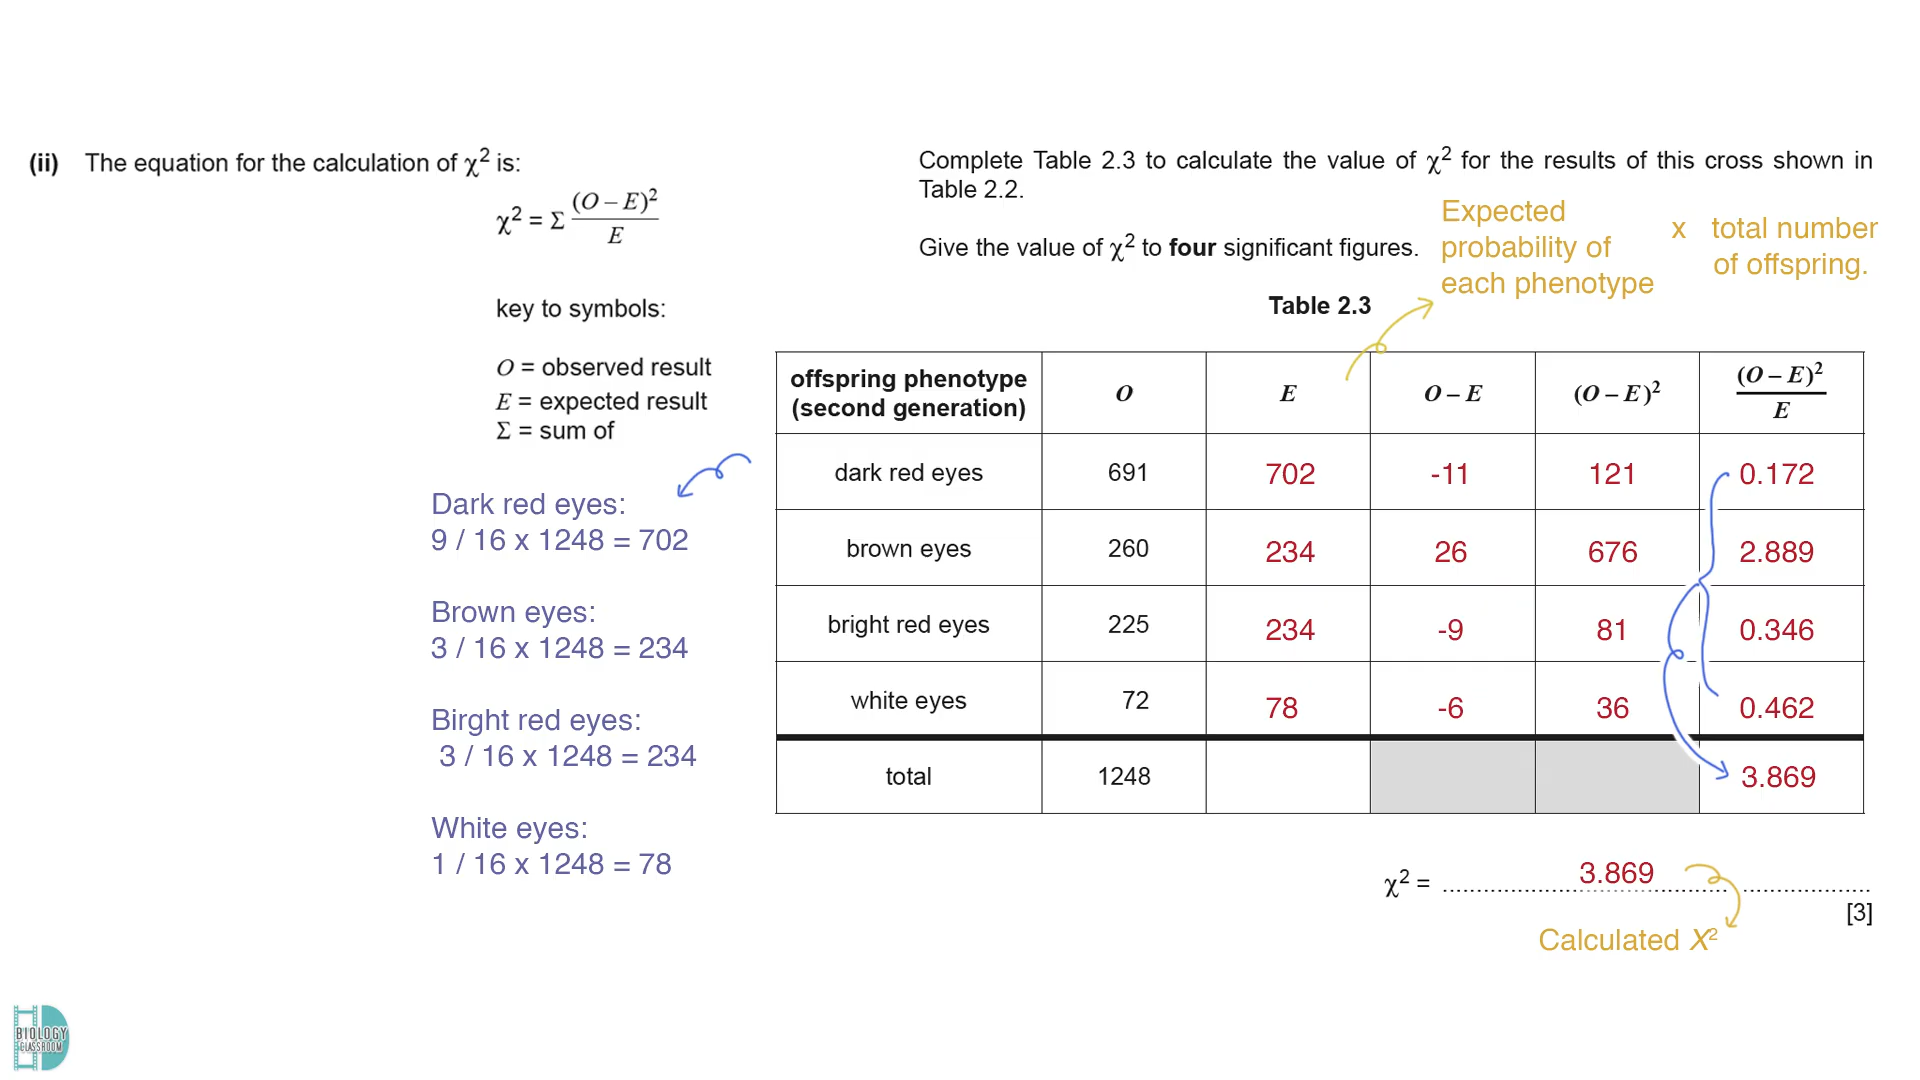 (ii) The equation for the calculation of χ² is:
χ² = Σ (O – E)² / E
key to symbols:
O = observed result
E = expected result
Σ = sum of
Dark red eyes:
9 / 16 x 1248 = 702
Brown eyes:
3 / 16 x 1248 = 234
Birght red eyes:
3 / 16 x 1248 = 234
White eyes:
1 / 16 x 1248 = 78
Complete Table 2.3 to calculate the value of χ² for the results of this cross shown in
Table 2.2.
Give the value of χ² to four significant figures.
Expected
probability of
each phenotype
x total number
of offspring.
Table 2.3
offspring phenotype
(second generation) O E O – E (O – E)² (O – E)² / E
dark red eyes 691 702 -11 121 0.172
brown eyes 260 234 26 676 2.889
bright red eyes 225 234 -9 81 0.346
white eyes 72 78 -6 36 0.462
total 1248 3.869
χ² = 3.869
[3]
Calculated X²
BIOLOGY
CLASSROOM